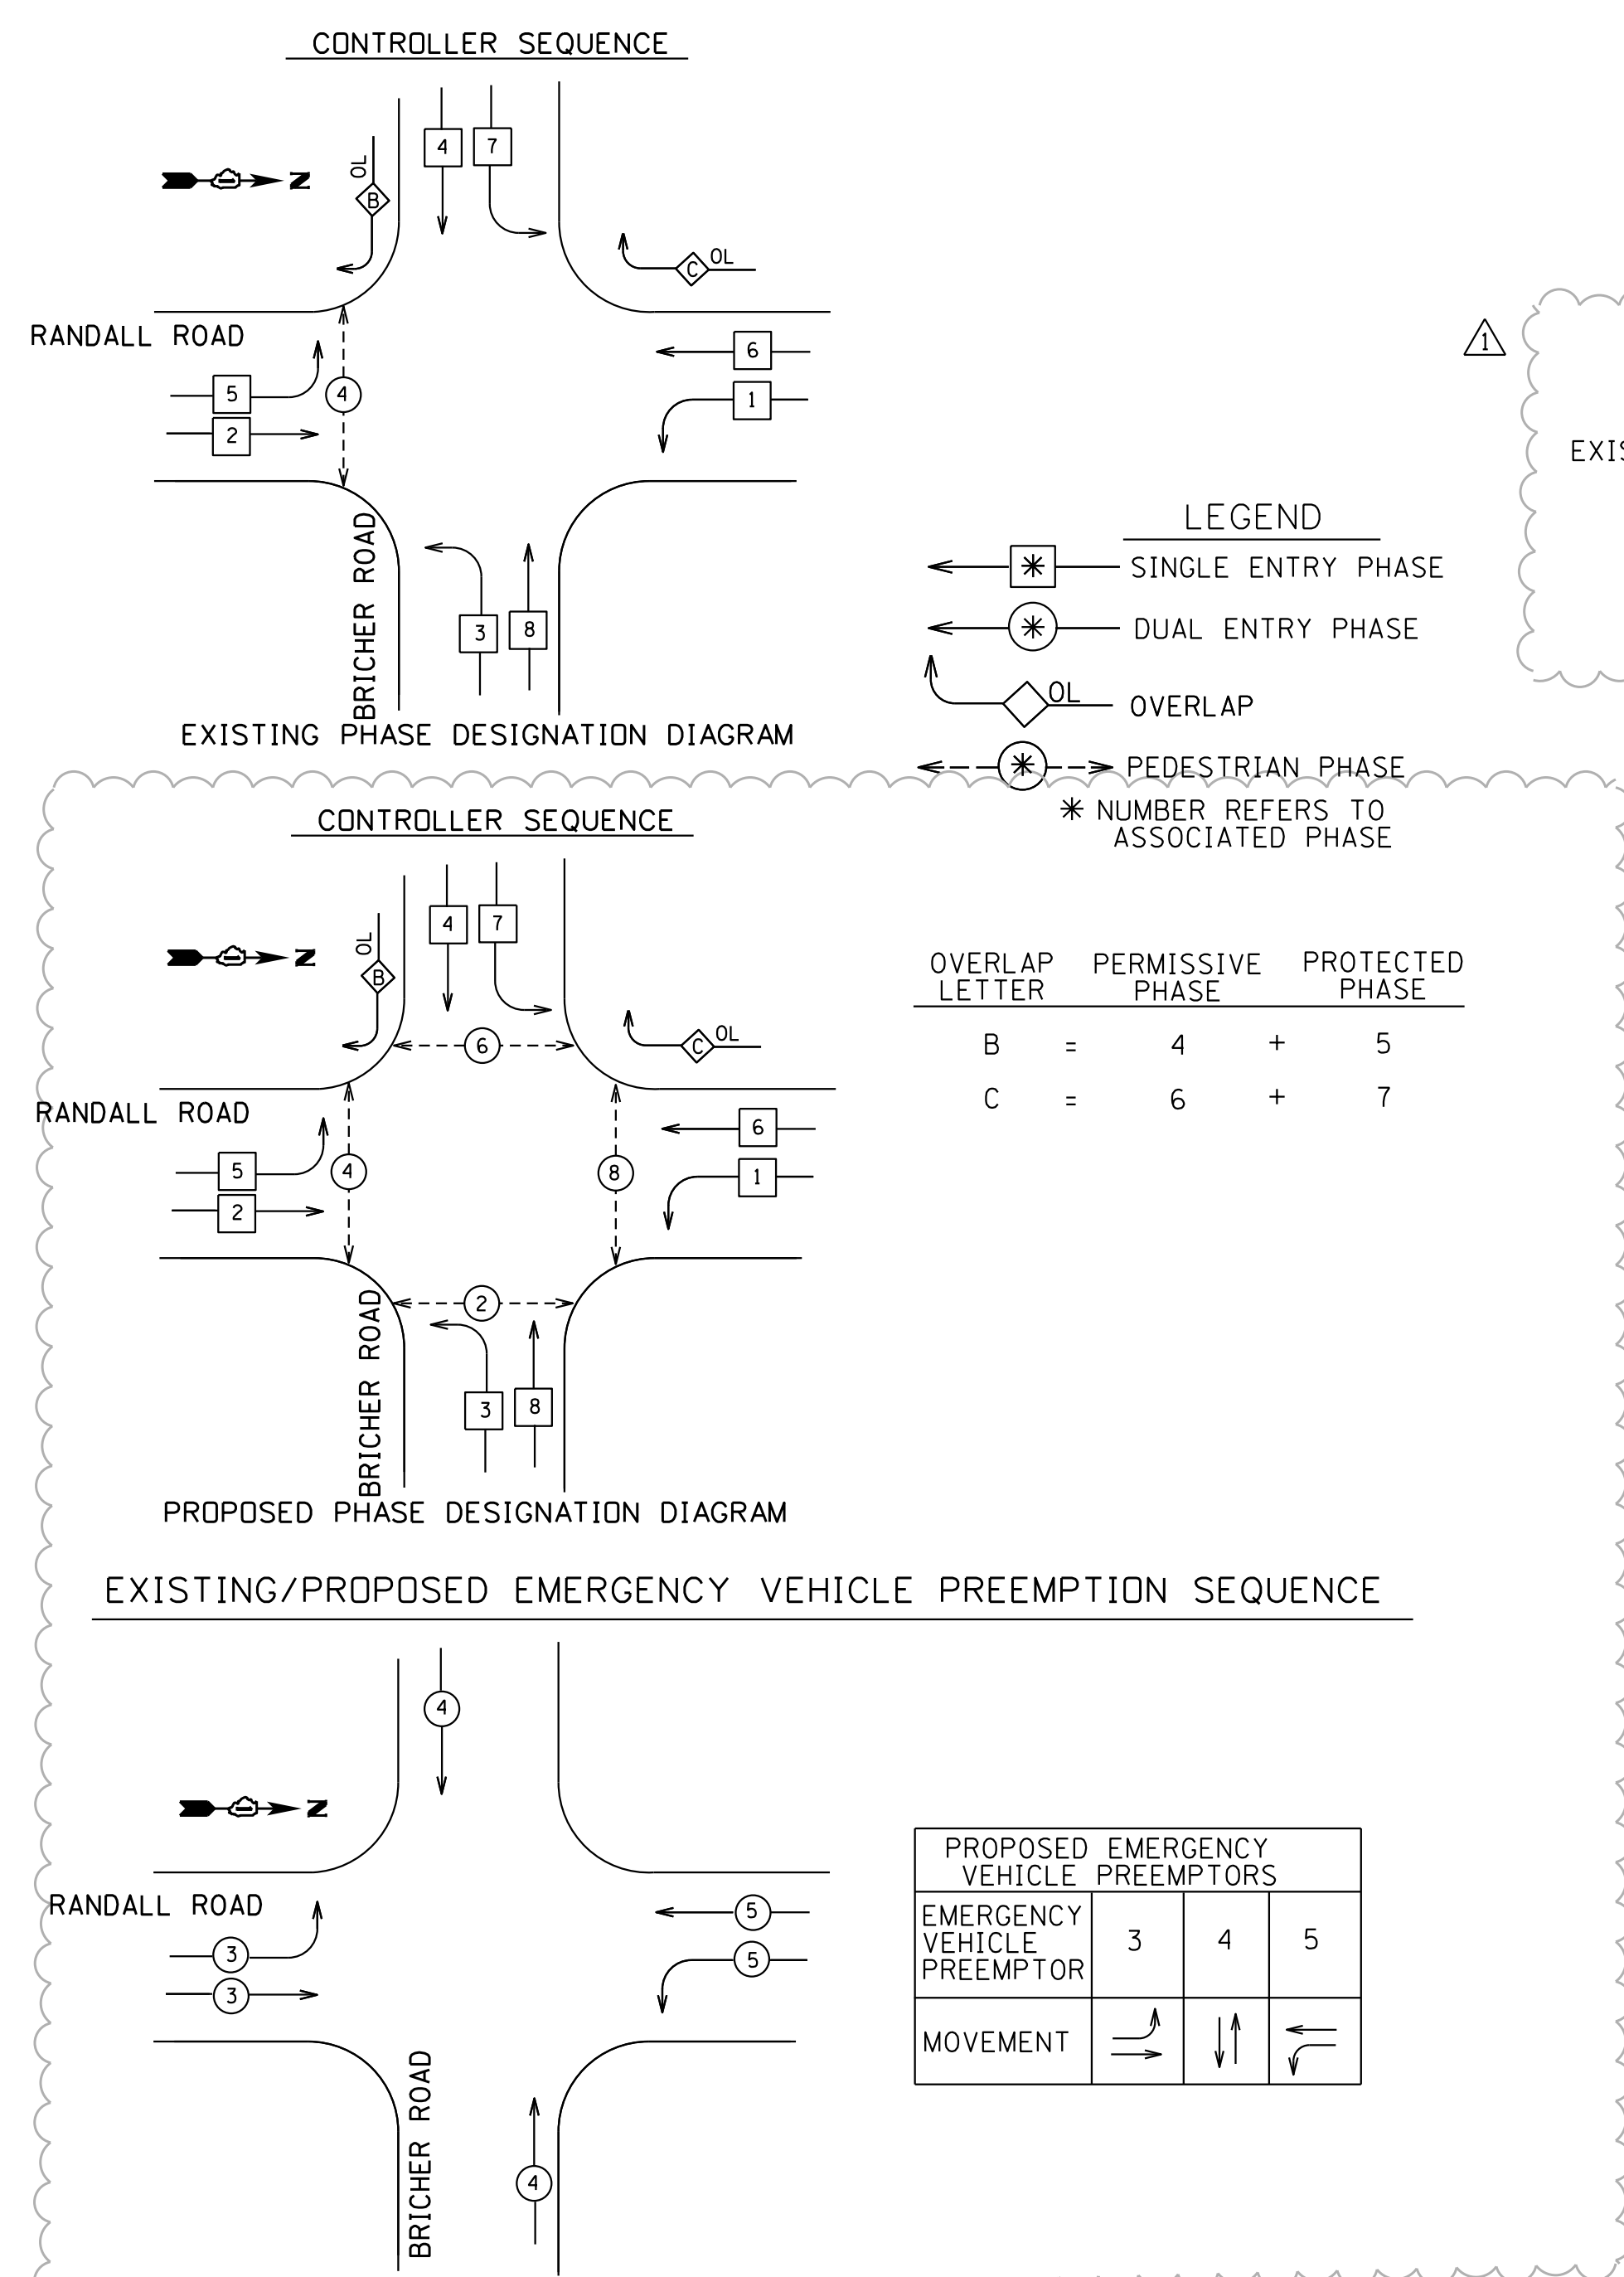 CONTROLLER SEQUENCE
4
7
OL
B
N
OL
C
RANDALL ROAD
6
5
4
1
2
BRICHER ROAD
3
8
EXISTING PHASE DESIGNATION DIAGRAM
1
EXIS
LEGEND
* SINGLE ENTRY PHASE
* DUAL ENTRY PHASE
OL OVERLAP
* PEDESTRIAN PHASE
* NUMBER REFERS TO
ASSOCIATED PHASE
CONTROLLER SEQUENCE
4
7
OL
B
N
6
OL
C
RANDALL ROAD
6
5
4
8
1
2
2
BRICHER ROAD
3
8
PROPOSED PHASE DESIGNATION DIAGRAM
OVERLAP LETTER
PERMISSIVE PHASE
PROTECTED PHASE
B = 4 + 5
C = 6 + 7
EXISTING/PROPOSED EMERGENCY VEHICLE PREEMPTION SEQUENCE
4
N
RANDALL ROAD
5
3
5
3
BRICHER ROAD
4
PROPOSED EMERGENCY
VEHICLE PREEMPTORS
EMERGENCY
VEHICLE
PREEMPTOR
3
4
5
MOVEMENT